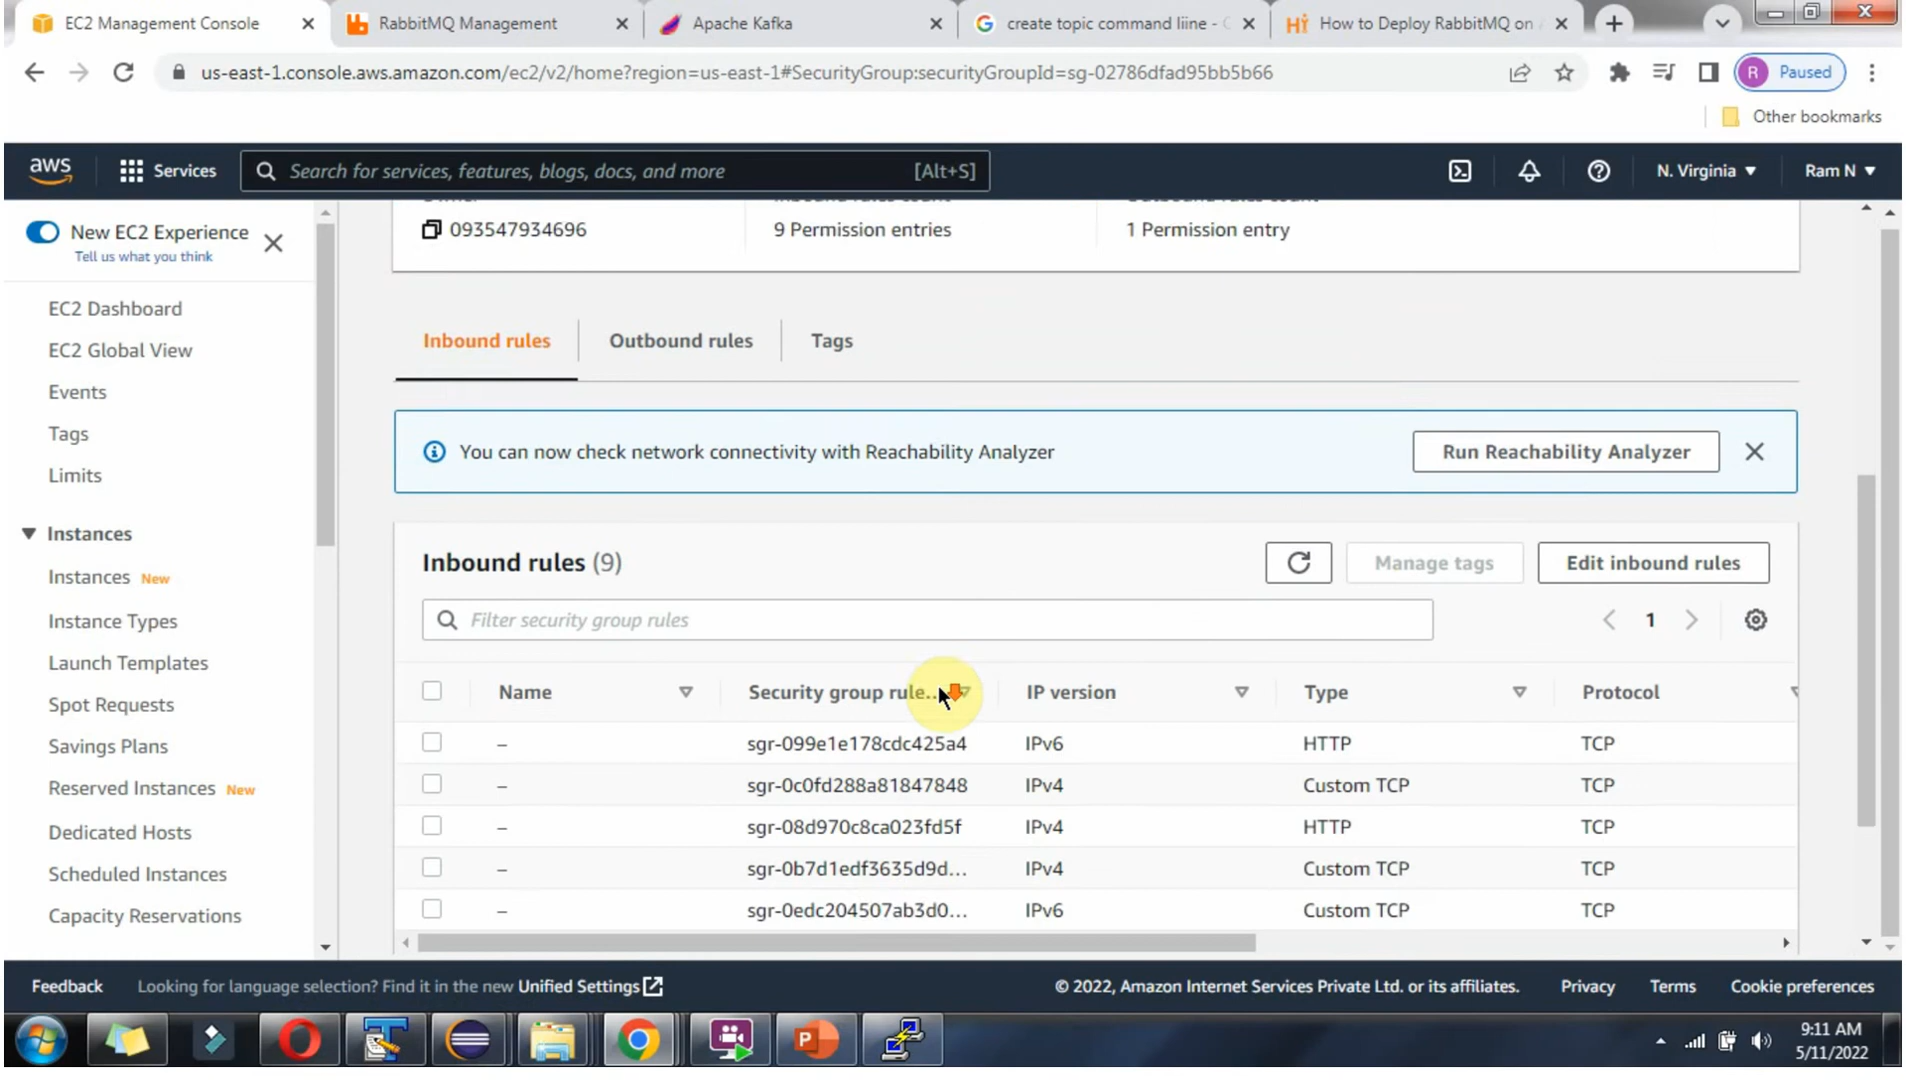 EC2 Management Console
RabbitMQ Management
Apache Kafka
create topic command liine -
How to Deploy RabbitMQ on
us-east-1.console.aws.amazon.com/ec2/v2/home?region=us-east-1#SecurityGroup:securityGroupId=sg-02786dfad95bb5b66
R Paused
Other bookmarks
aws
Services
Search for services, features, blogs, docs, and more [Alt+S]
N. Virginia
Ram N
New EC2 Experience
Tell us what you think
093547934696
9 Permission entries
1 Permission entry
EC2 Dashboard
EC2 Global View
Events
Tags
Limits
Instances
Instances New
Instance Types
Launch Templates
Spot Requests
Savings Plans
Reserved Instances New
Dedicated Hosts
Scheduled Instances
Capacity Reservations
Inbound rules
Outbound rules
Tags
You can now check network connectivity with Reachability Analyzer
Run Reachability Analyzer
Inbound rules (9)
Manage tags
Edit inbound rules
Filter security group rules
1
Name Security group rule... IP version Type Protocol
– sgr-099e1e178cdc425a4 IPv6 HTTP TCP
– sgr-0c0fd288a81847848 IPv4 Custom TCP TCP
– sgr-08d970c8ca023fd5f IPv4 HTTP TCP
– sgr-0b7d1edf3635d9d... IPv4 Custom TCP TCP
– sgr-0edc204507ab3d0... IPv6 Custom TCP TCP
Feedback
Looking for language selection? Find it in the new Unified Settings
© 2022, Amazon Internet Services Private Ltd. or its affiliates.
Privacy
Terms
Cookie preferences
9:11 AM
5/11/2022